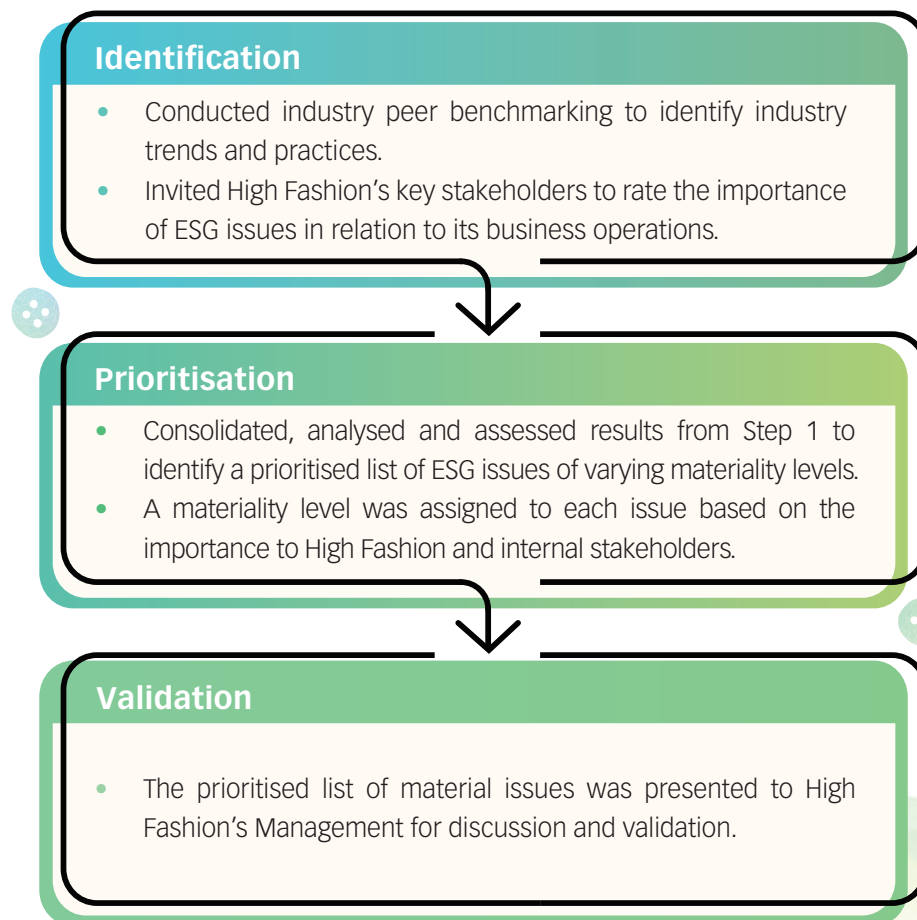 Identification
• Conducted industry peer benchmarking to identify industry
trends and practices.
• Invited High Fashion’s key stakeholders to rate the importance
of ESG issues in relation to its business operations.
Prioritisation
• Consolidated, analysed and assessed results from Step 1 to
identify a prioritised list of ESG issues of varying materiality levels.
• A materiality level was assigned to each issue based on the
importance to High Fashion and internal stakeholders.
Validation
• The prioritised list of material issues was presented to High
Fashion’s Management for discussion and validation.